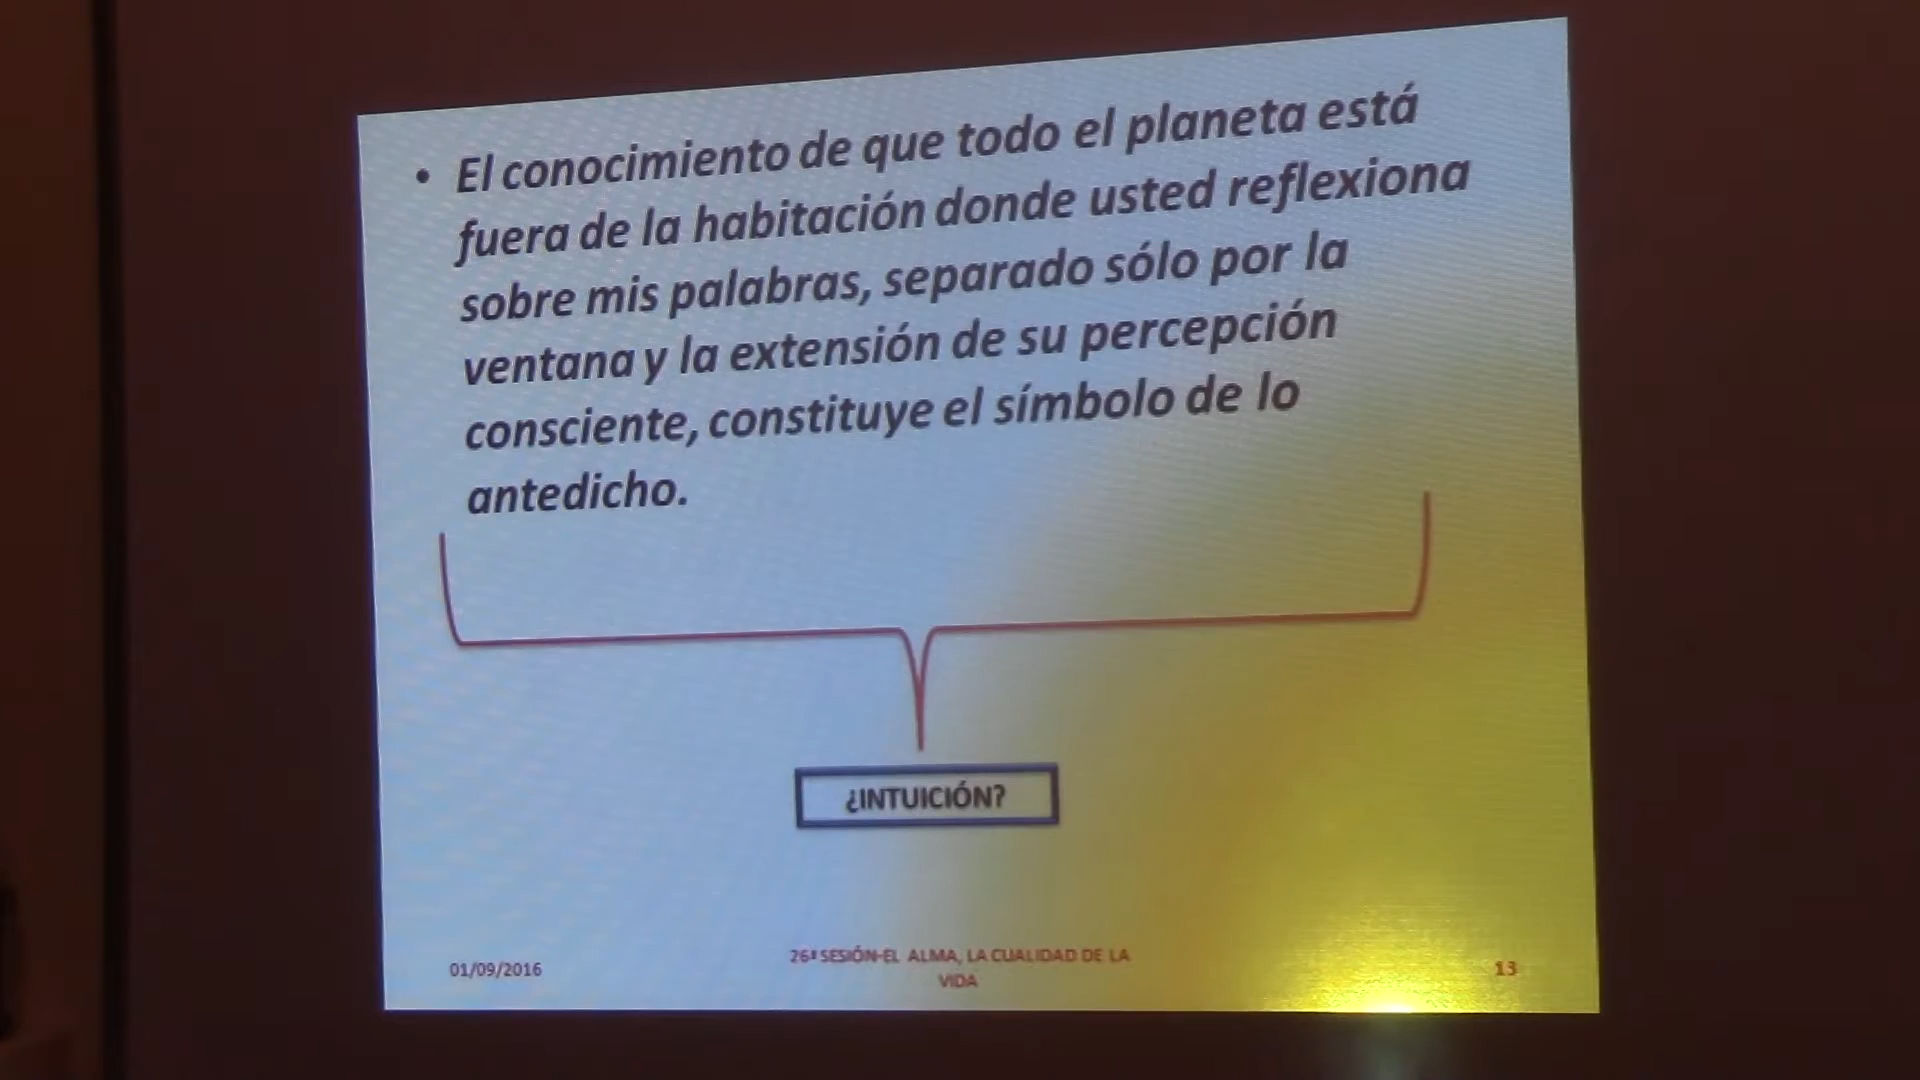 • El conocimiento de que todo el planeta está
fuera de la habitación donde usted reflexiona
sobre mis palabras, separado sólo por la
ventana y la extensión de su percepción
consciente, constituye el símbolo de lo
antedicho.
¿INTUICIÓN?
01/09/2016
26ª SESIÓN-EL ALMA, LA CUALIDAD DE LA
VIDA
13